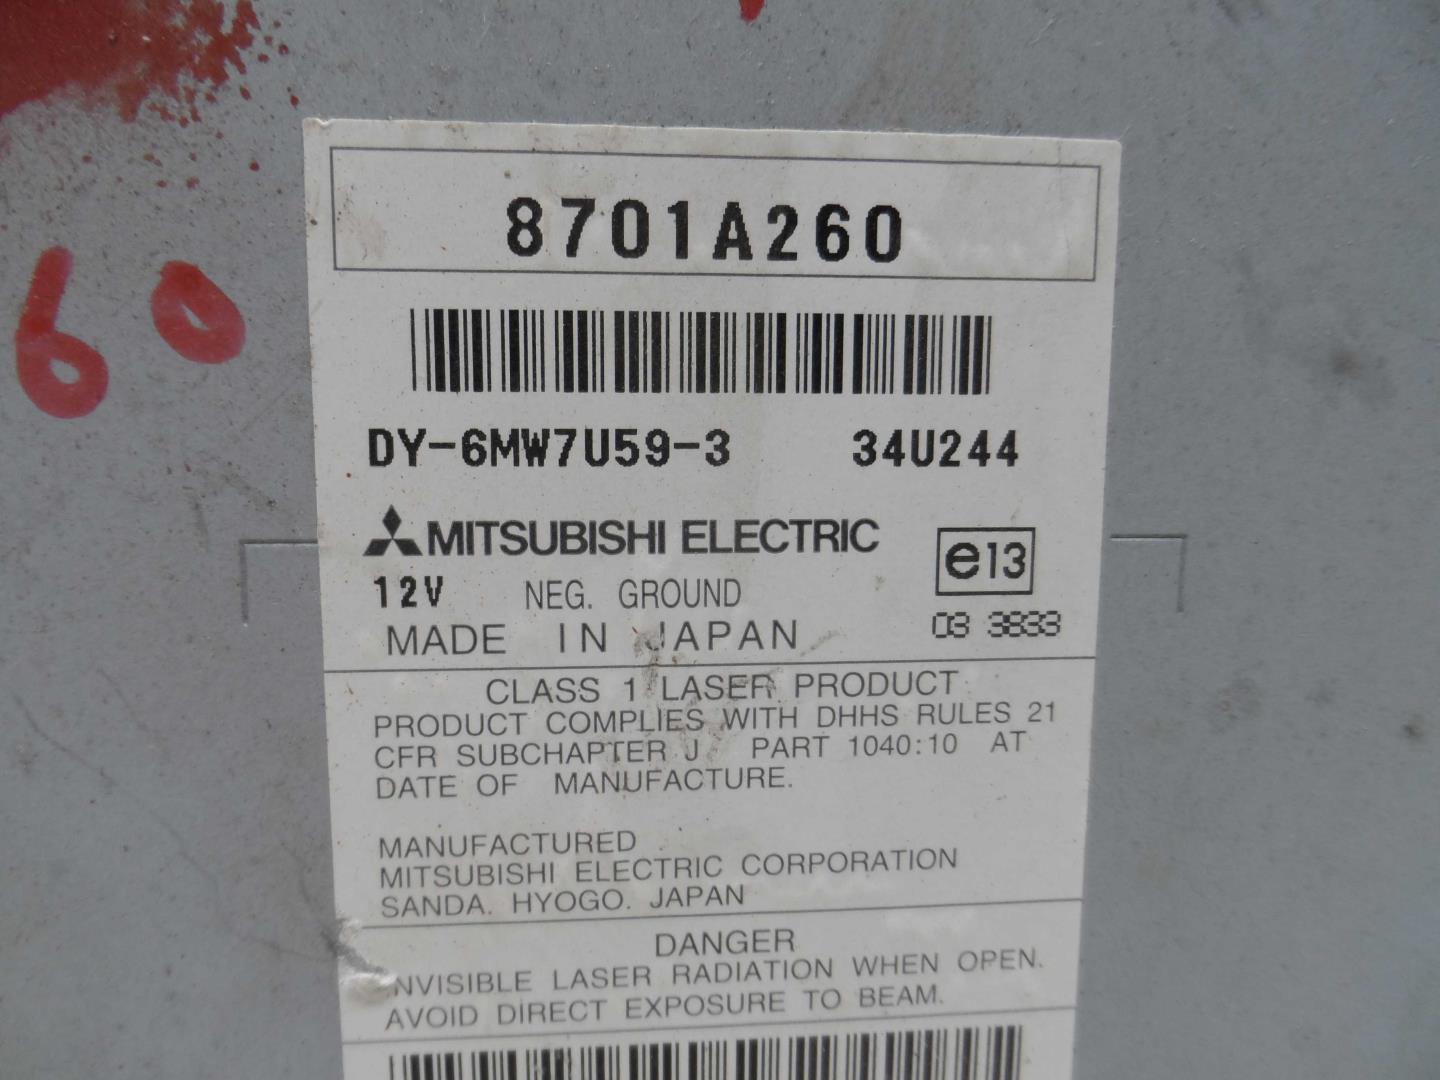 60
8701A260
DY-6MW7U59-3 34U244
MITSUBISHI ELECTRIC e13
12V NEG. GROUND
MADE IN JAPAN 03 3833
CLASS 1 LASER PRODUCT
PRODUCT COMPLIES WITH DHHS RULES 21
CFR SUBCHAPTER J PART 1040:10 AT
DATE OF MANUFACTURE.
MANUFACTURED
MITSUBISHI ELECTRIC CORPORATION
SANDA. HYOGO. JAPAN
DANGER
INVISIBLE LASER RADIATION WHEN OPEN.
AVOID DIRECT EXPOSURE TO BEAM.